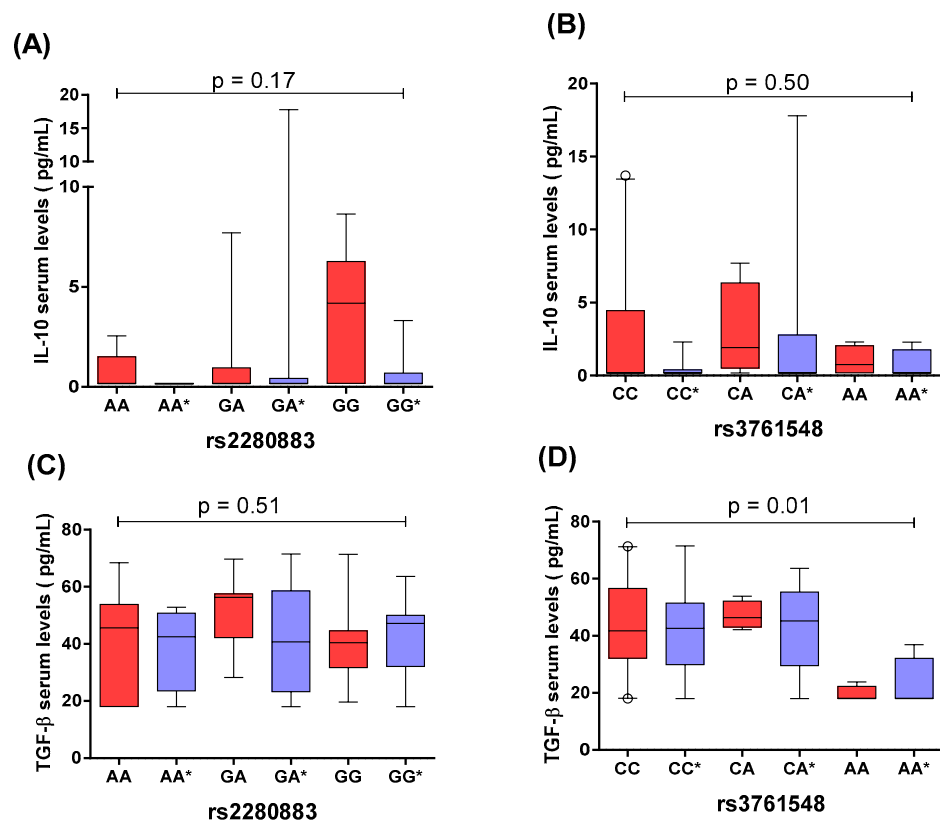 (A)
p = 0.17
IL-10 serum levels ( pg/mL)
20
15
10
10
5
0
AA AA* GA GA* GG GG*
rs2280883
(B)
p = 0.50
IL-10 serum levels ( pg/mL)
20
15
10
5
0
CC CC* CA CA* AA AA*
rs3761548
(C)
p = 0.51
TGF-β serum levels ( pg/mL)
80
60
40
20
0
AA AA* GA GA* GG GG*
rs2280883
(D)
p = 0.01
TGF-β serum levels ( pg/mL)
80
60
40
20
0
CC CC* CA CA* AA AA*
rs3761548